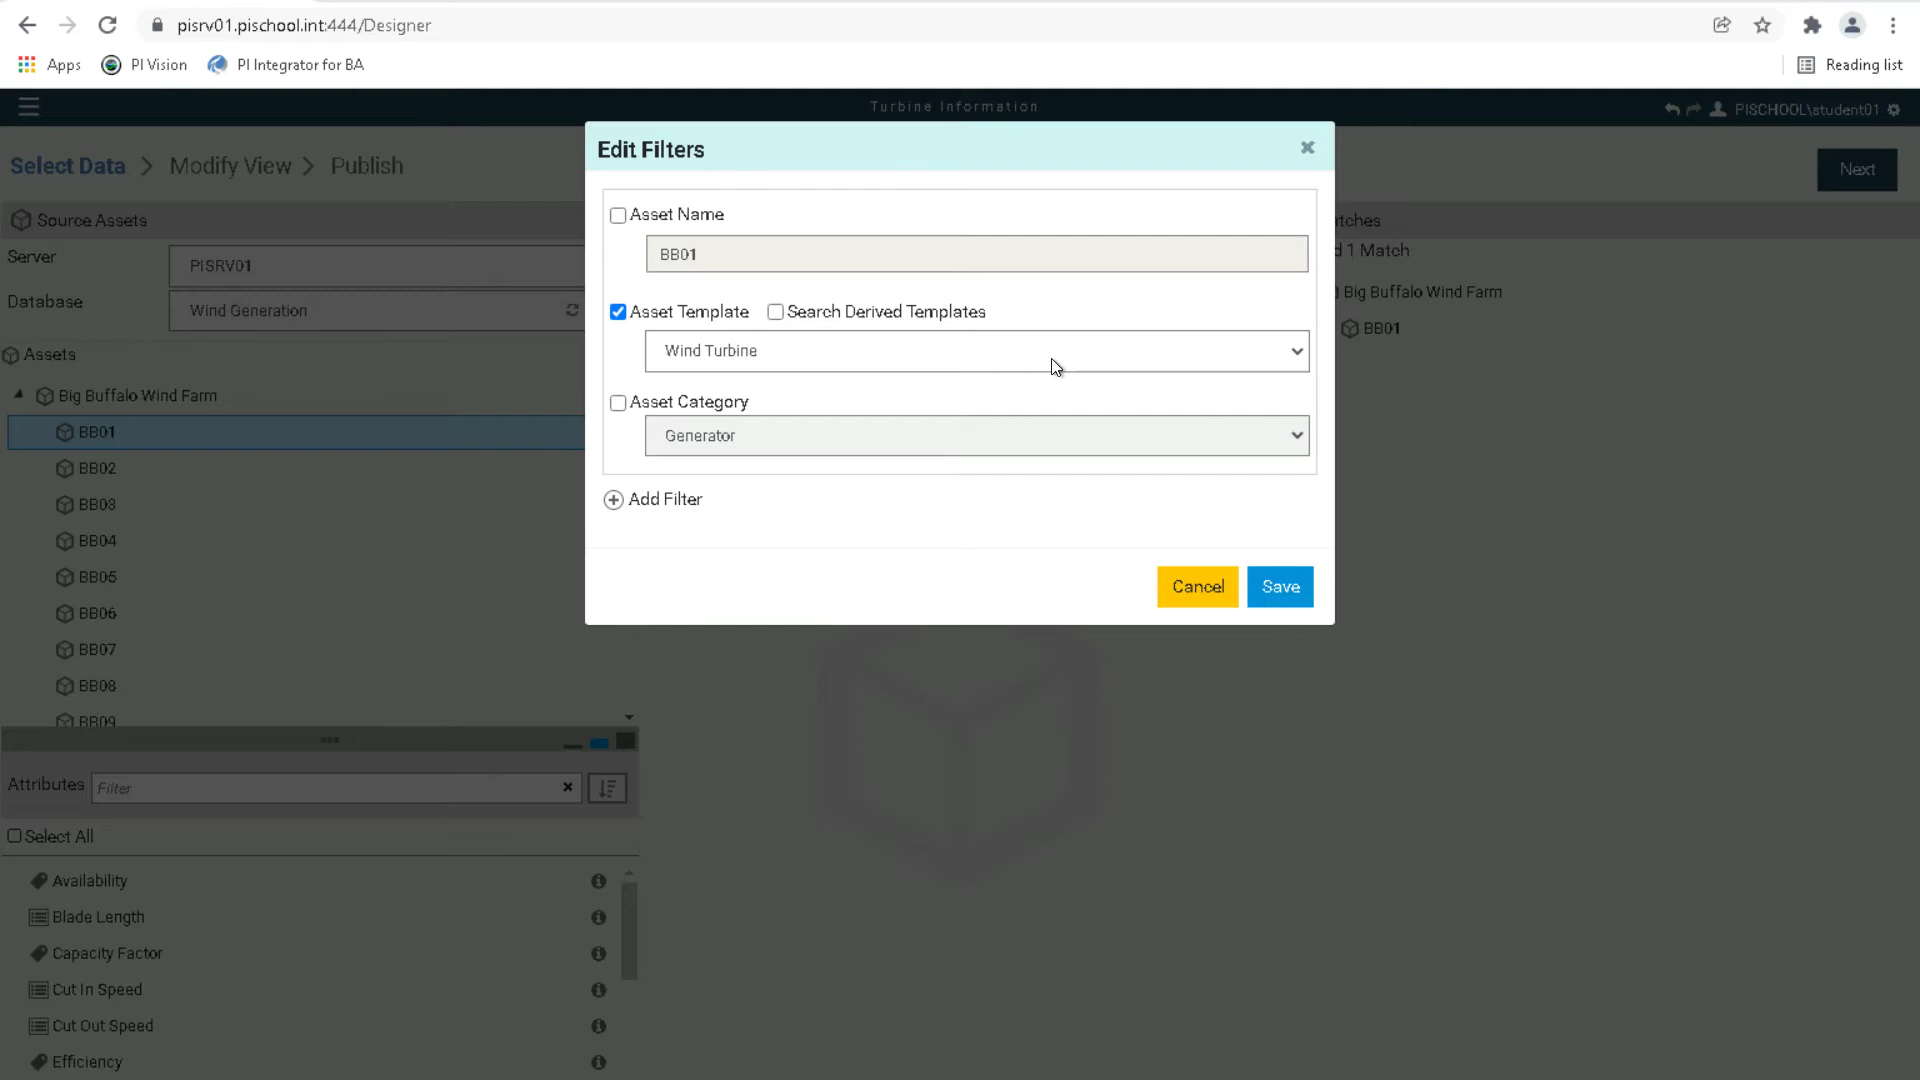 pisrv01.pischool.int:444/Designer
Apps PI Vision PI Integrator for BA Reading list
Turbine Information PISCHOOL\student01
Select Data Modify View Publish Next
Source Assets
Server PISRV01
Database Wind Generation
Assets
Big Buffalo Wind Farm
BB01
BB02
BB03
BB04
BB05
BB06
BB07
BB08
BB09
Attributes Filter
Select All
Availability
Blade Length
Capacity Factor
Cut In Speed
Cut Out Speed
Efficiency
Edit Filters
Asset Name
BB01
Asset Template Search Derived Templates
Wind Turbine
Asset Category
Generator
Add Filter
Cancel Save
tches
d 1 Match
Big Buffalo Wind Farm
BB01